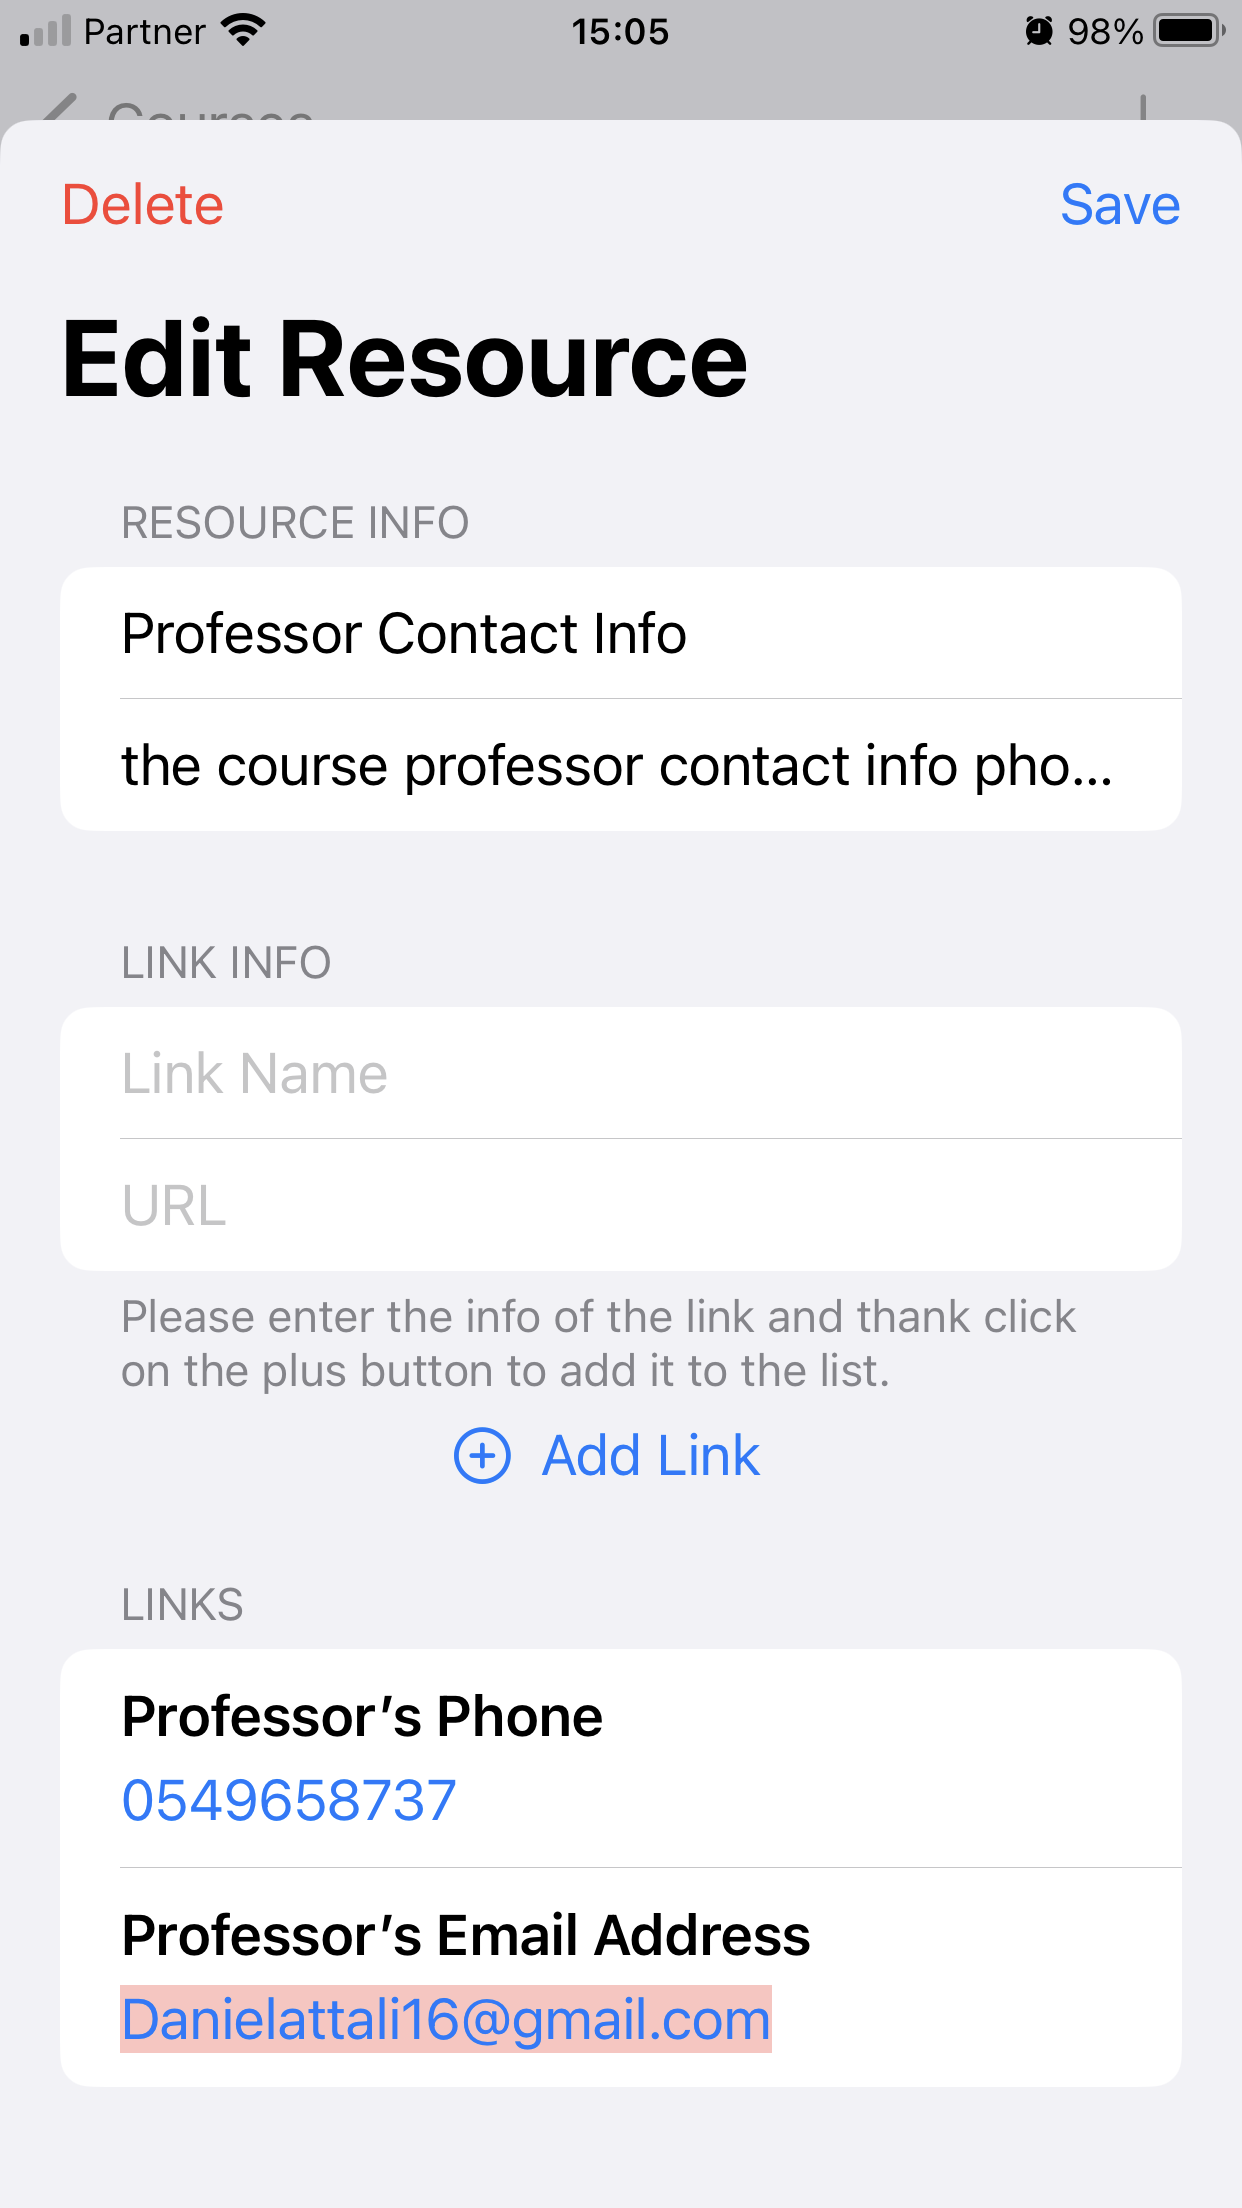 Partner 15:05 98%
Courses
Delete Save
Edit Resource
RESOURCE INFO
Professor Contact Info
the course professor contact info pho...
LINK INFO
Link Name
URL
Please enter the info of the link and thank click
on the plus button to add it to the list.
Add Link
LINKS
Professor’s Phone
0549658737
Professor’s Email Address
Danielattali16@gmail.com